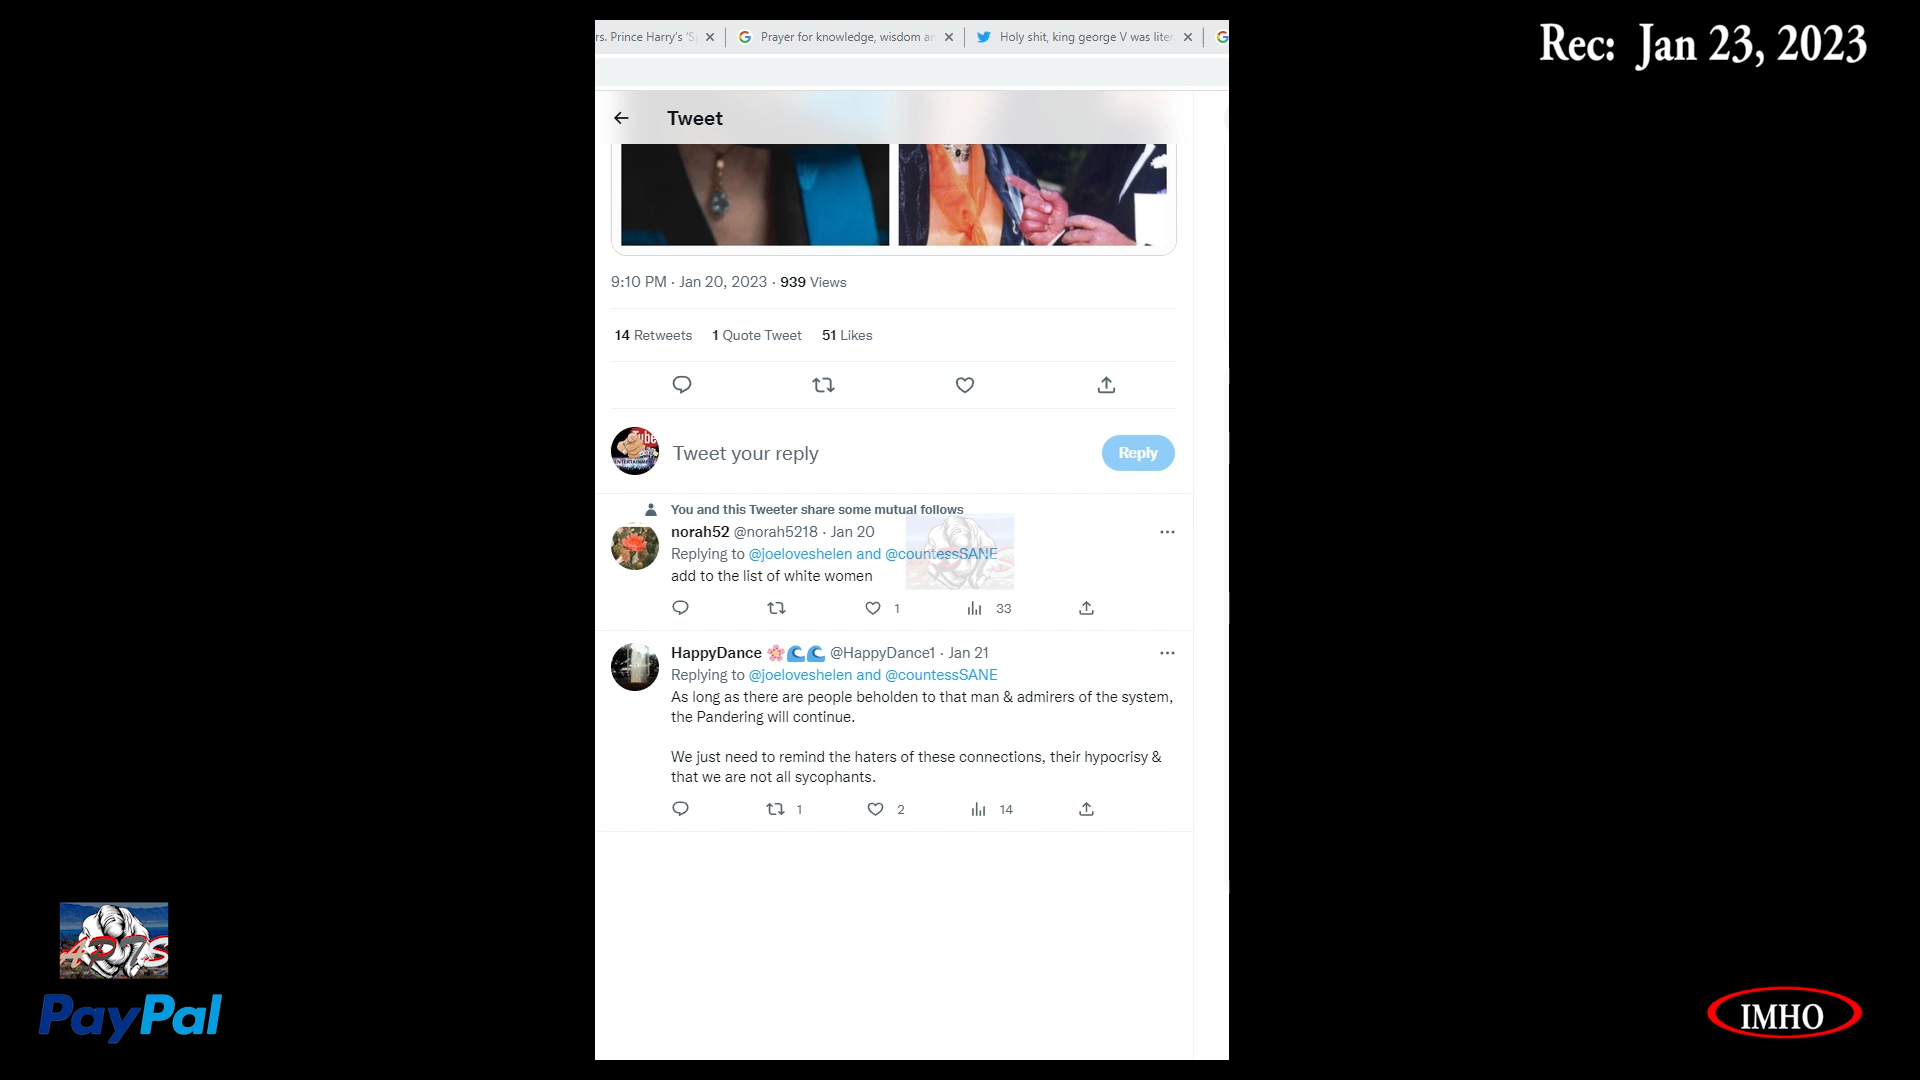 Rec: Jan 23, 2023
rs. Prince Harry's 'S
Prayer for knowledge, wisdom an
Holy shit, king george V was liter
Tweet
9:10 PM · Jan 20, 2023 · 939 Views
14 Retweets 1 Quote Tweet 51 Likes
Tweet your reply
Reply
You and this Tweeter share some mutual follows
norah52 @norah5218 · Jan 20
Replying to @joeloveshelen and @countessSANE
add to the list of white women
1 33
HappyDance 🌸🌊🌊 @HappyDance1 · Jan 21
Replying to @joeloveshelen and @countessSANE
As long as there are people beholden to that man & admirers of the system,
the Pandering will continue.
We just need to remind the haters of these connections, their hypocrisy &
that we are not all sycophants.
1 2 14
PayPal
IMHO